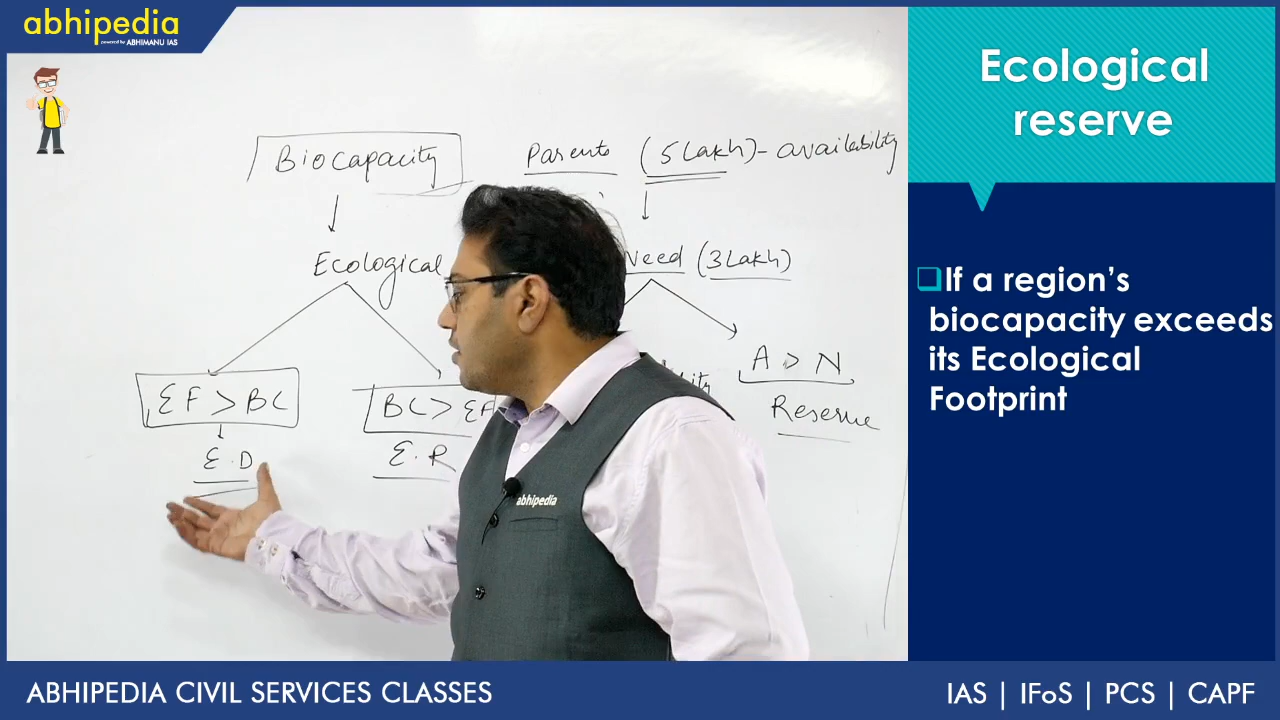 abhipedia
powered by ABHIMANU IAS
Biocapacity
Parents (5 Lakh) - availability
Ecological
Need (3 Lakh)
EF > BC
BC > EF
A > N
E.D
E.R
Reserve
abhipedia
Ecological
reserve
If a region's
biocapacity exceeds
its Ecological
Footprint
ABHIPEDIA CIVIL SERVICES CLASSES
IAS | IFoS | PCS | CAPF